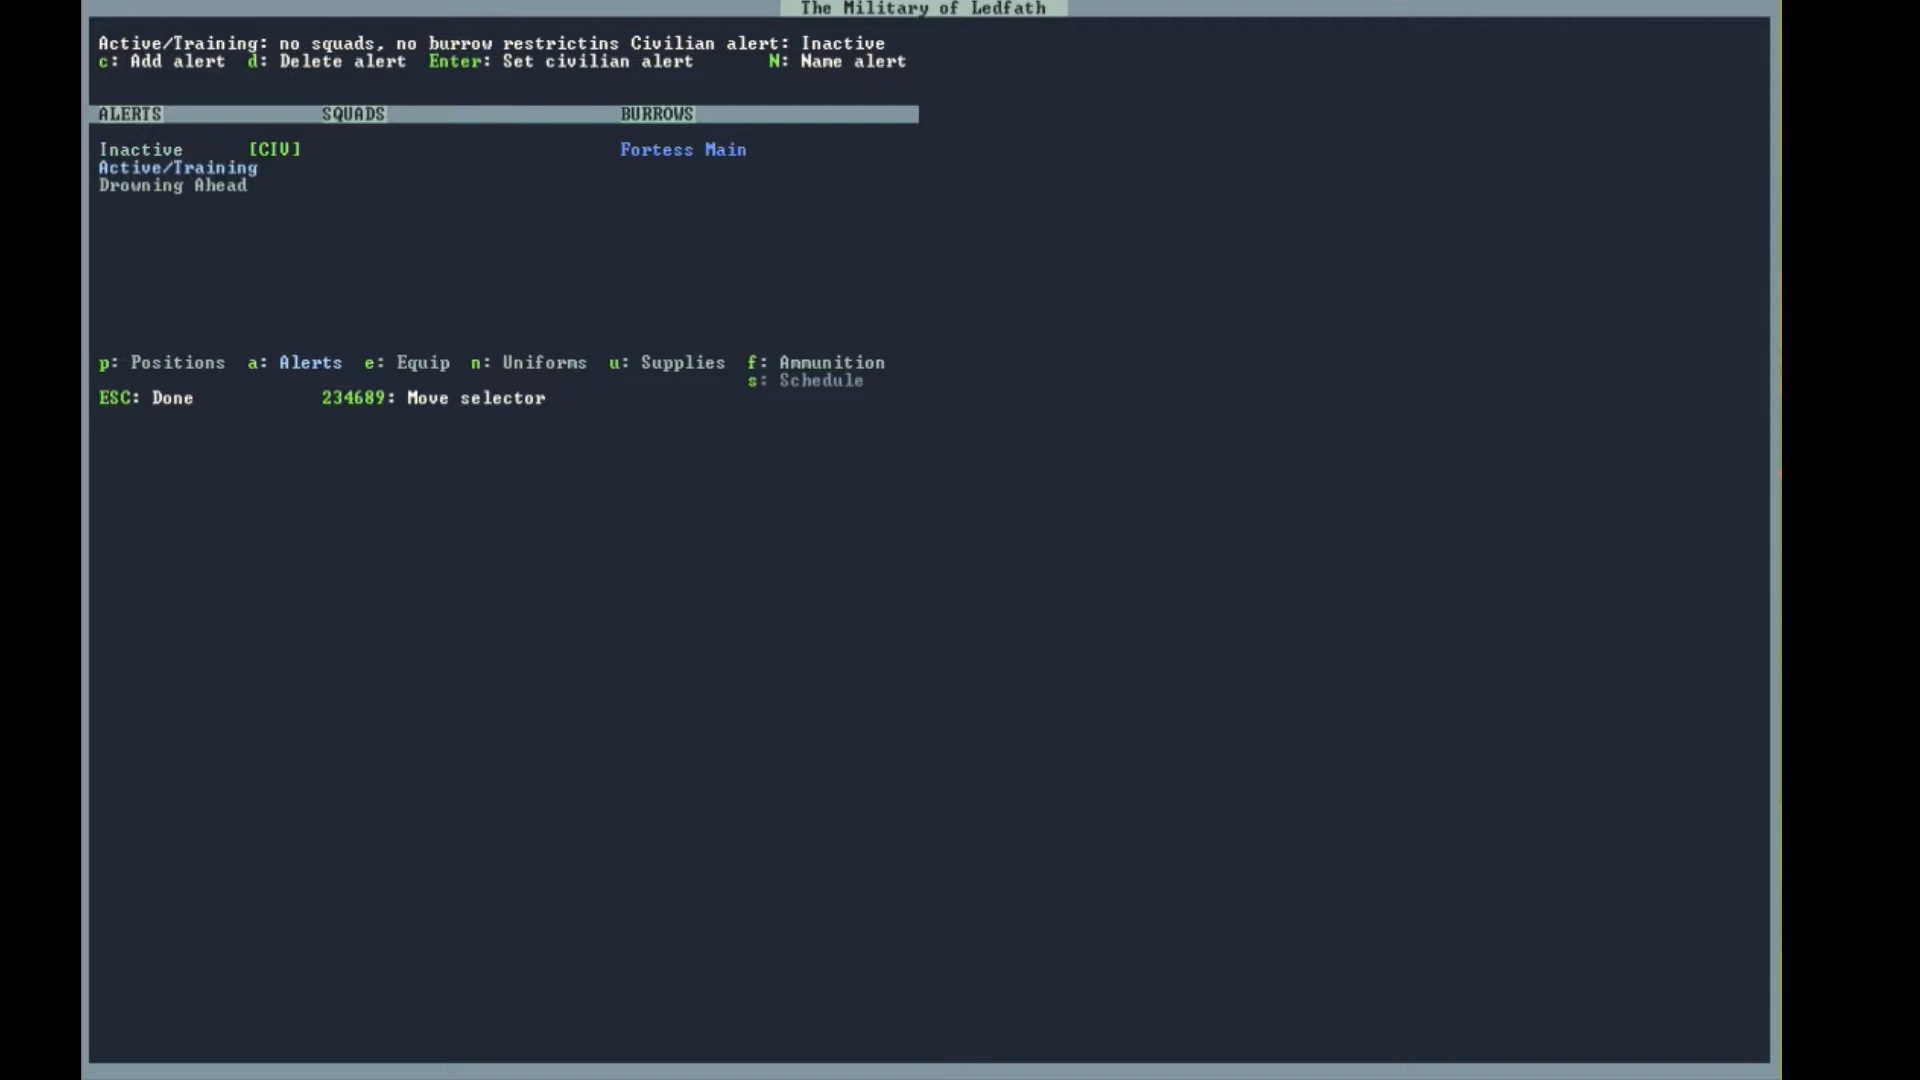 The Military of Ledfath
Active/Training: no squads, no burrow restrictins Civilian alert: Inactive
c: Add alert d: Delete alert Enter: Set civilian alert N: Name alert
ALERTS SQUADS BURROWS
Inactive [CIV] Fortess Main
Active/Training
Drowning Ahead
p: Positions a: Alerts e: Equip n: Uniforms u: Supplies f: Ammunition
s: Schedule
ESC: Done 234689: Move selector